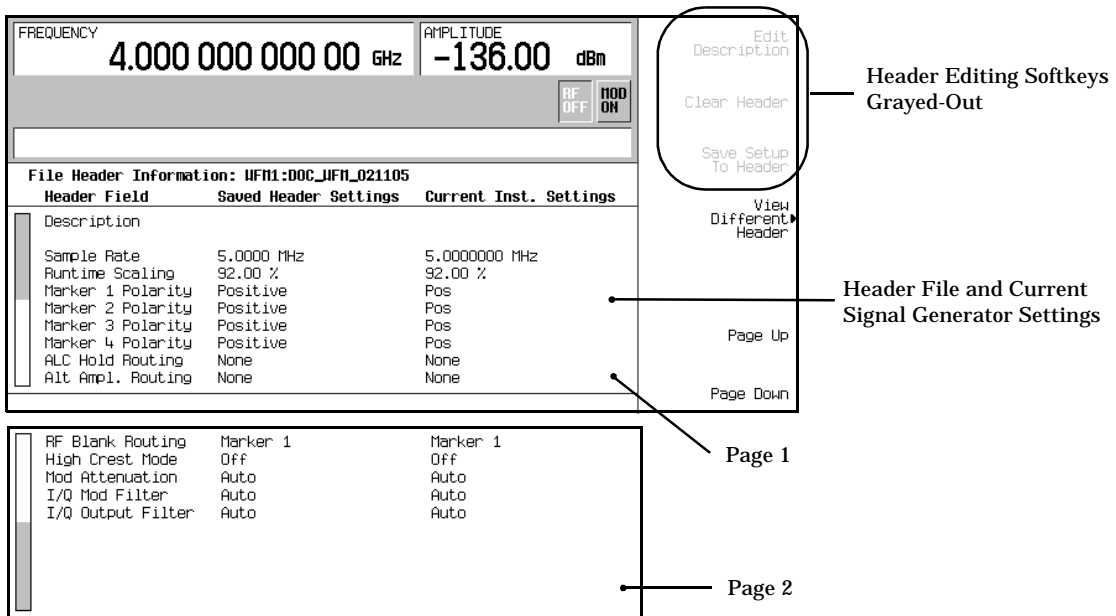 FREQUENCY
4.000 000 000 00 GHz
AMPLITUDE
-136.00 dBm
RF OFF
MOD ON
Edit Description
Clear Header
Save Setup To Header
View Different Header
Page Up
Page Down
File Header Information: WFM1:DOC_WFM_021105
Header Field Saved Header Settings Current Inst. Settings
Description
Sample Rate 5.0000 MHz 5.0000000 MHz
Runtime Scaling 92.00 % 92.00 %
Marker 1 Polarity Positive Pos
Marker 2 Polarity Positive Pos
Marker 3 Polarity Positive Pos
Marker 4 Polarity Positive Pos
ALC Hold Routing None None
Alt Ampl. Routing None None
RF Blank Routing Marker 1 Marker 1
High Crest Mode Off Off
Mod Attenuation Auto Auto
I/Q Mod Filter Auto Auto
I/Q Output Filter Auto Auto
Header Editing Softkeys
Grayed-Out
Header File and Current
Signal Generator Settings
Page 1
Page 2